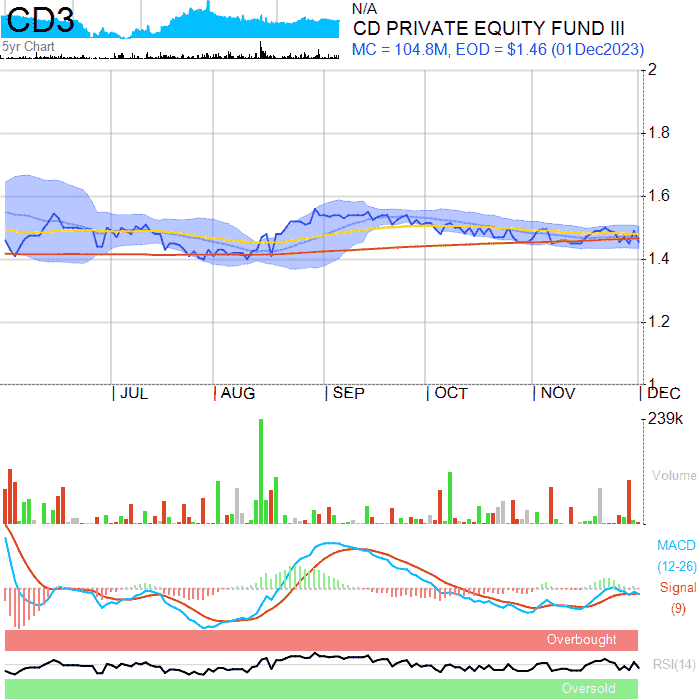 CD3
5yr Chart
N/A
CD PRIVATE EQUITY FUND III
MC = 104.8M, EOD = $1.46 (01Dec2023)
2
1.8
1.6
1.4
1.2
1
JUL AUG SEP OCT NOV DEC
239k
Volume
MACD
(12-26)
Signal
(9)
Overbought
RSI(14)
Oversold